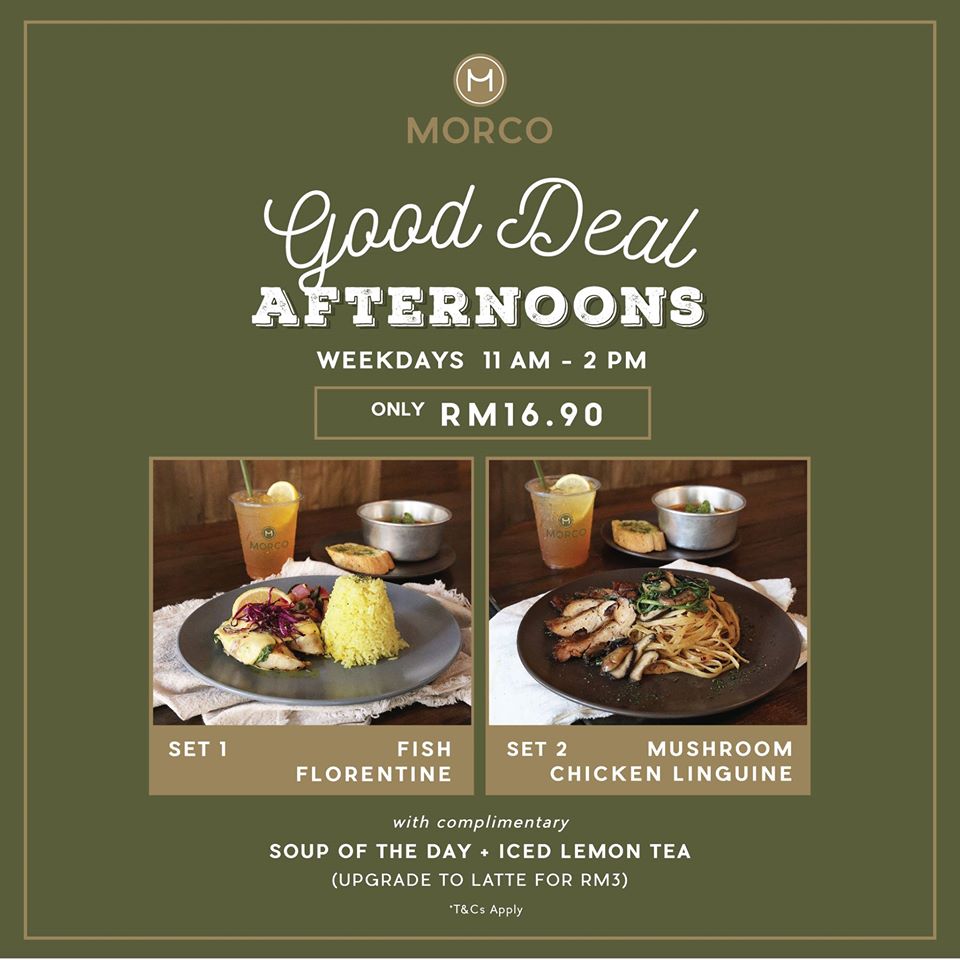 M
MORCO
Good Deal
AFTERNOONS
WEEKDAYS 11 AM - 2 PM
ONLY RM16.90
M
MORCO
M
MORCO
SET 1 FISH
FLORENTINE
SET 2 MUSHROOM
CHICKEN LINGUINE
with complimentary
SOUP OF THE DAY + ICED LEMON TEA
(UPGRADE TO LATTE FOR RM3)
*T&Cs Apply